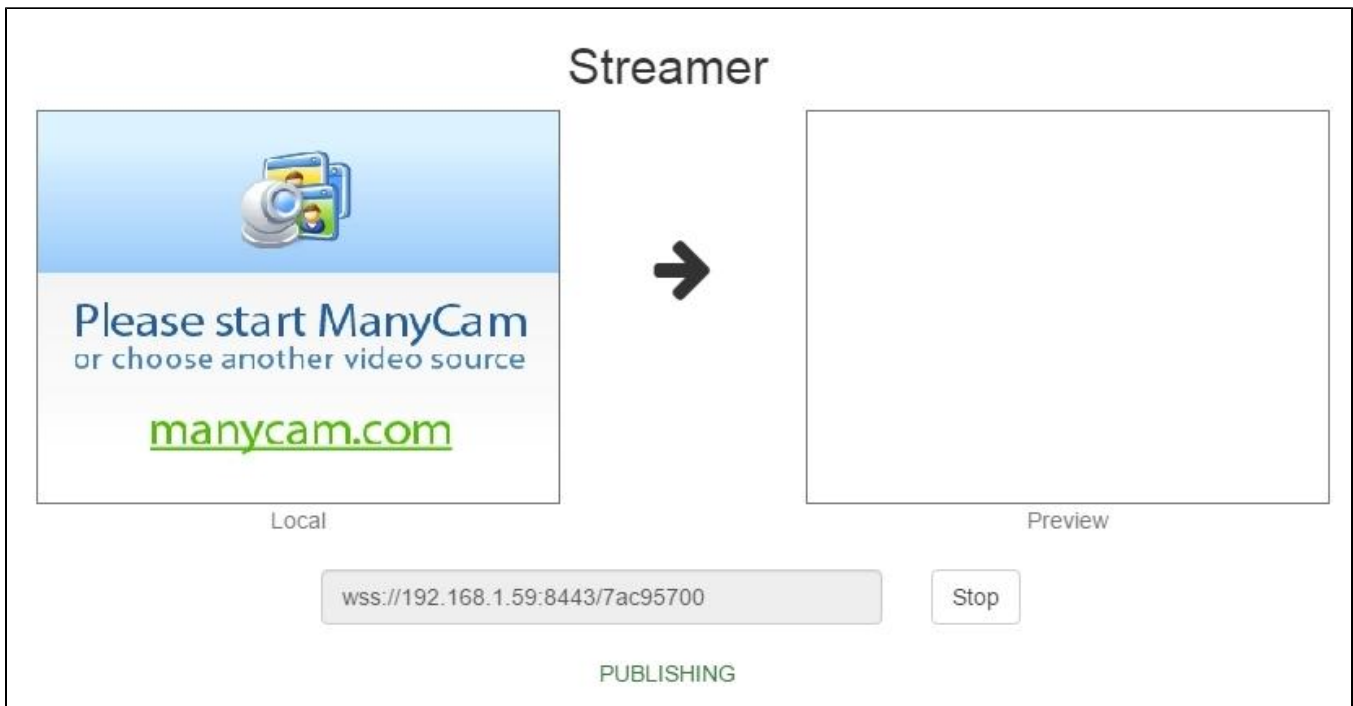 Streamer
Please start ManyCam
or choose another video source
manycam.com
Local
Preview
wss://192.168.1.59:8443/7ac95700
Stop
PUBLISHING